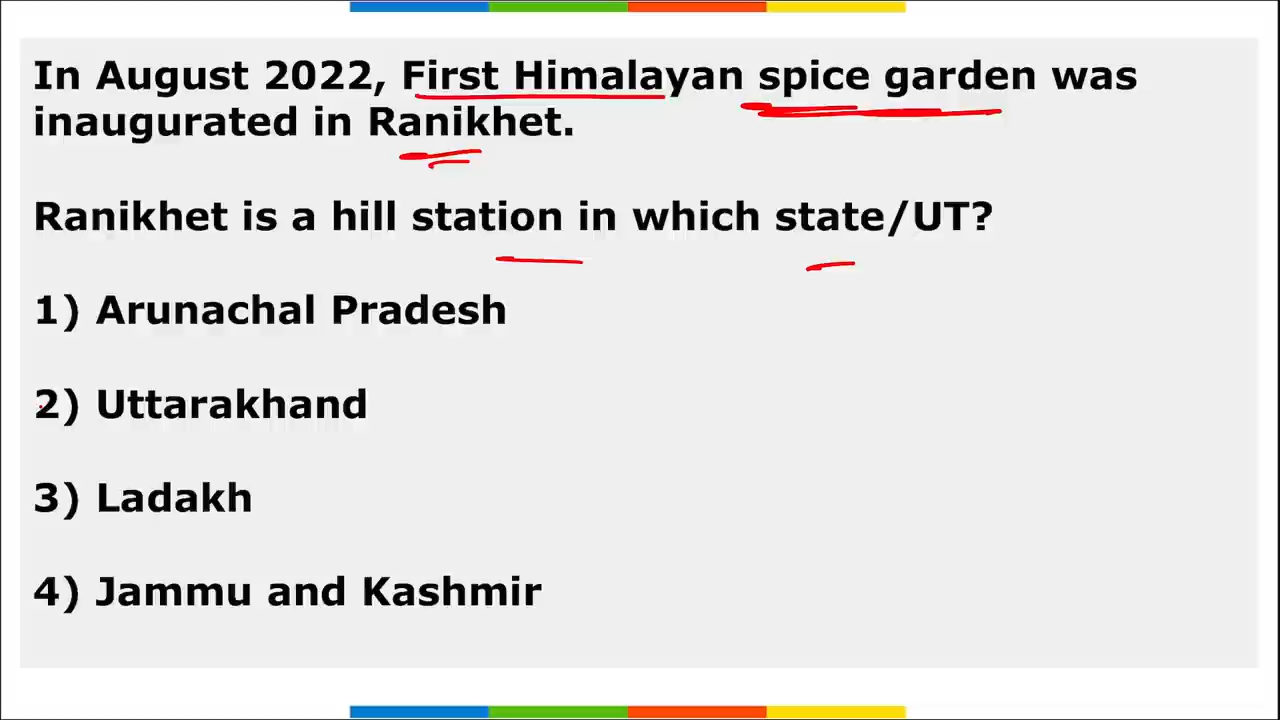 In August 2022, First Himalayan spice garden was
inaugurated in Ranikhet.
Ranikhet is a hill station in which state/UT?
1) Arunachal Pradesh
2) Uttarakhand
3) Ladakh
4) Jammu and Kashmir